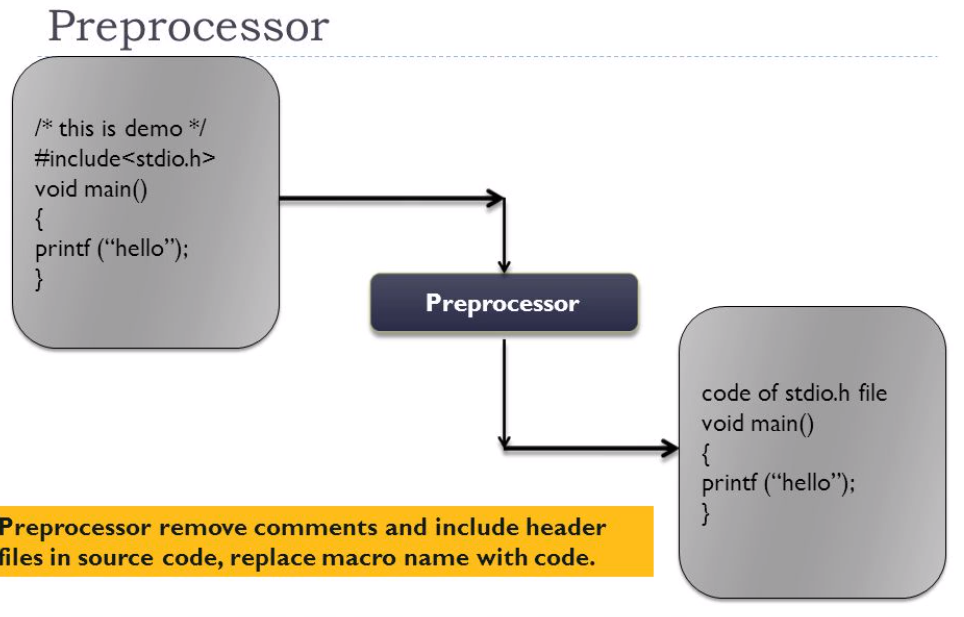 Preprocessor
/* this is demo */
#include<stdio.h>
void main()
{
printf (“hello”);
}
Preprocessor
code of stdio.h file
void main()
{
printf (“hello”);
}
Preprocessor remove comments and include header
files in source code, replace macro name with code.